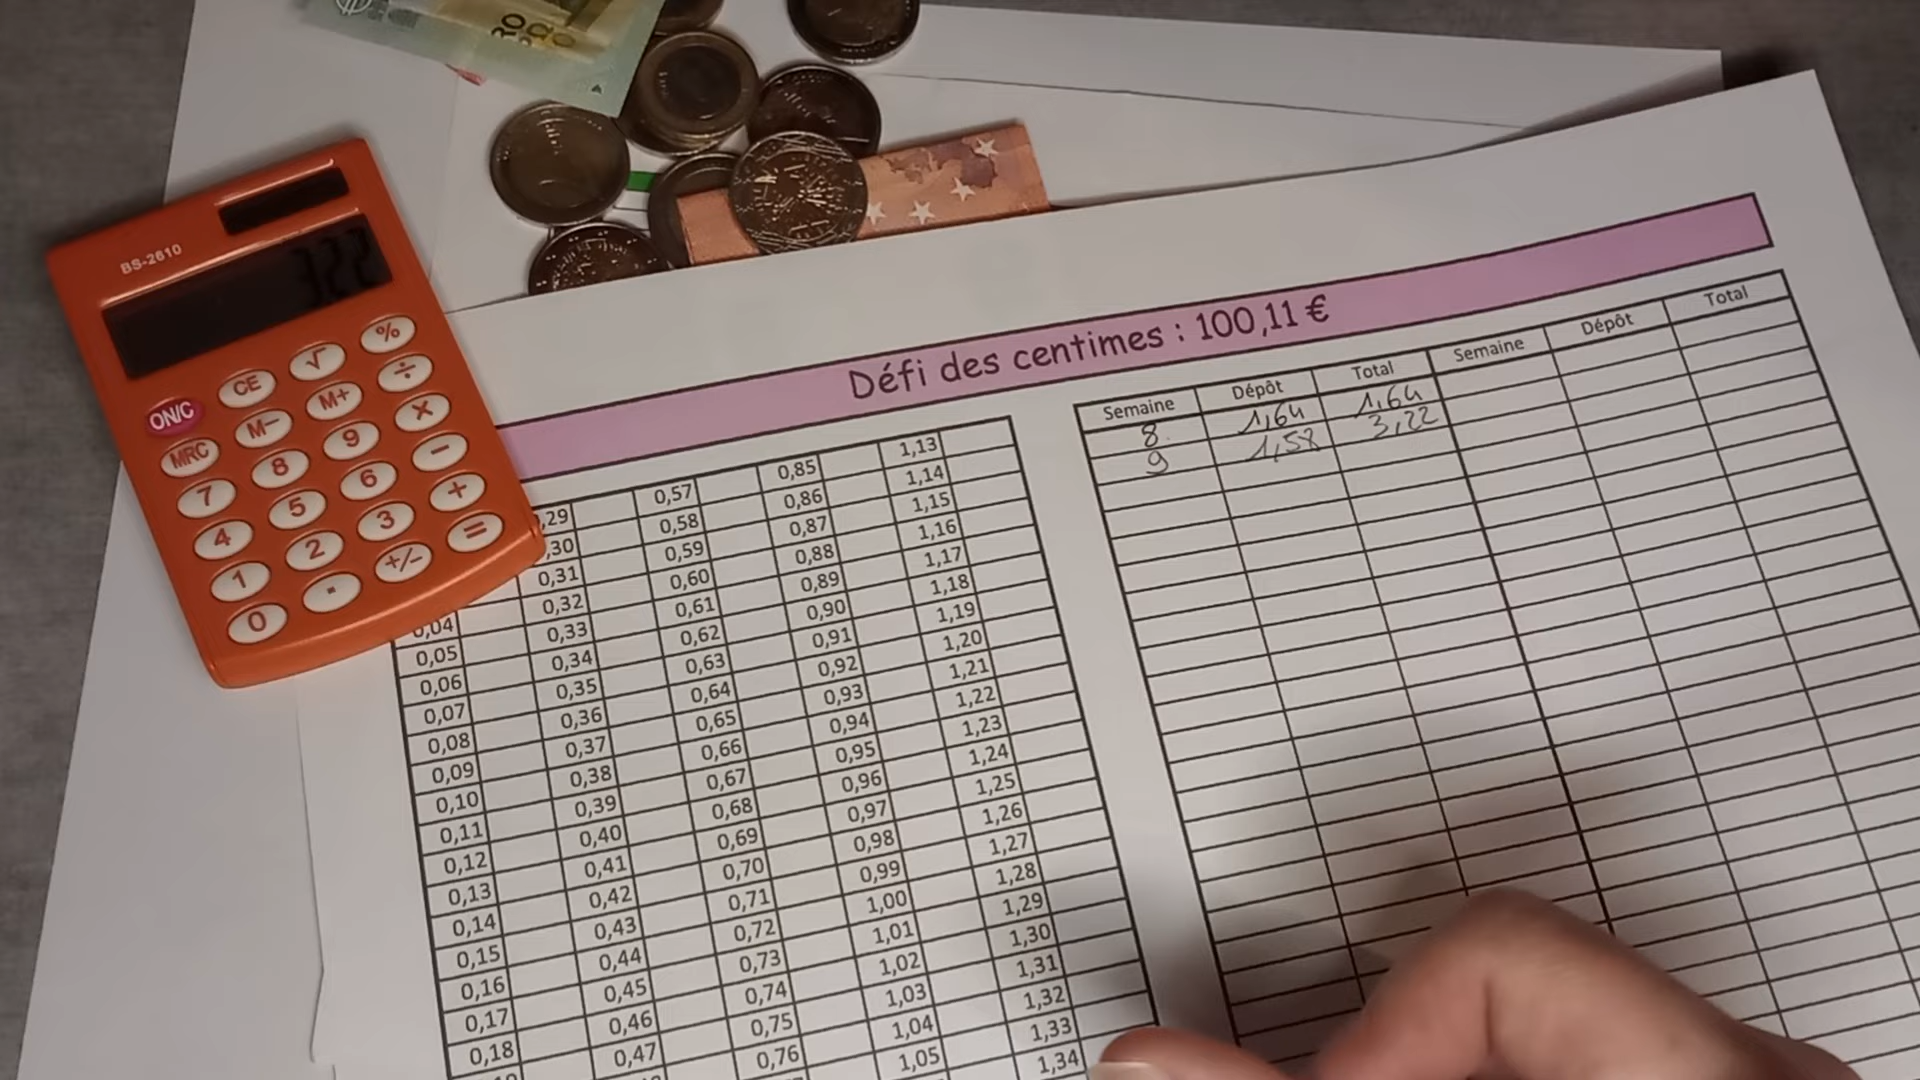 BS-2610
322
ON/C CE √ %
MRC M− M+ ÷
7 8 9 ×
4 5 6 −
1 2 3 +
0 . +/− =
Défi des centimes : 100,11 €
Semaine Dépôt Total Semaine Dépôt Total
8 1,64 1,64
9 1,58 3,22
0,57 0,85 1,13
,29 0,58 0,86 1,14
,30 0,59 0,87 1,15
0,31 0,60 0,88 1,16
0,04 0,32 0,61 0,89 1,17
0,05 0,33 0,62 0,90 1,18
0,06 0,34 0,63 0,91 1,19
0,07 0,35 0,64 0,92 1,20
0,08 0,36 0,65 0,93 1,21
0,09 0,37 0,66 0,94 1,22
0,10 0,38 0,67 0,95 1,23
0,11 0,39 0,68 0,96 1,24
0,12 0,40 0,69 0,97 1,25
0,13 0,41 0,70 0,98 1,26
0,14 0,42 0,71 0,99 1,27
0,15 0,43 0,72 1,00 1,28
0,16 0,44 0,73 1,01 1,29
0,17 0,45 0,74 1,02 1,30
0,18 0,46 0,75 1,03 1,31
0,47 0,76 1,04 1,32
1,05 1,33
1,34